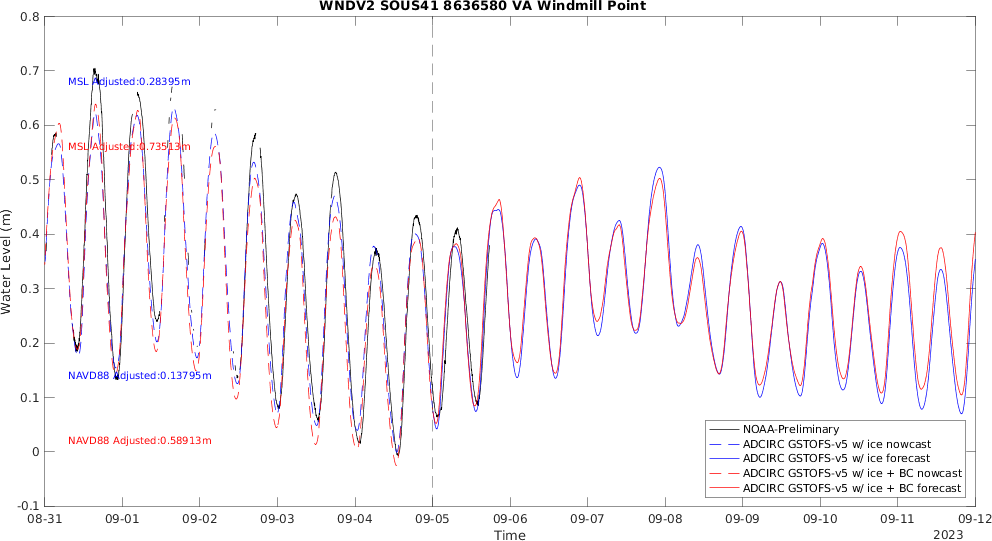 WNDV2 SOUS41 8636580 VA Windmill Point
Water Level (m)
0.8
0.7
0.6
0.5
0.4
0.3
0.2
0.1
0
-0.1
MSL Adjusted:0.28395m
MSL Adjusted:0.73513m
NAVD88 Adjusted:0.13795m
NAVD88 Adjusted:0.58913m
NOAA-Preliminary
ADCIRC GSTOFS-v5 w/ ice nowcast
ADCIRC GSTOFS-v5 w/ ice forecast
ADCIRC GSTOFS-v5 w/ ice + BC nowcast
ADCIRC GSTOFS-v5 w/ ice + BC forecast
08-31 09-01 09-02 09-03 09-04 09-05 09-06 09-07 09-08 09-09 09-10 09-11 09-12
Time
2023